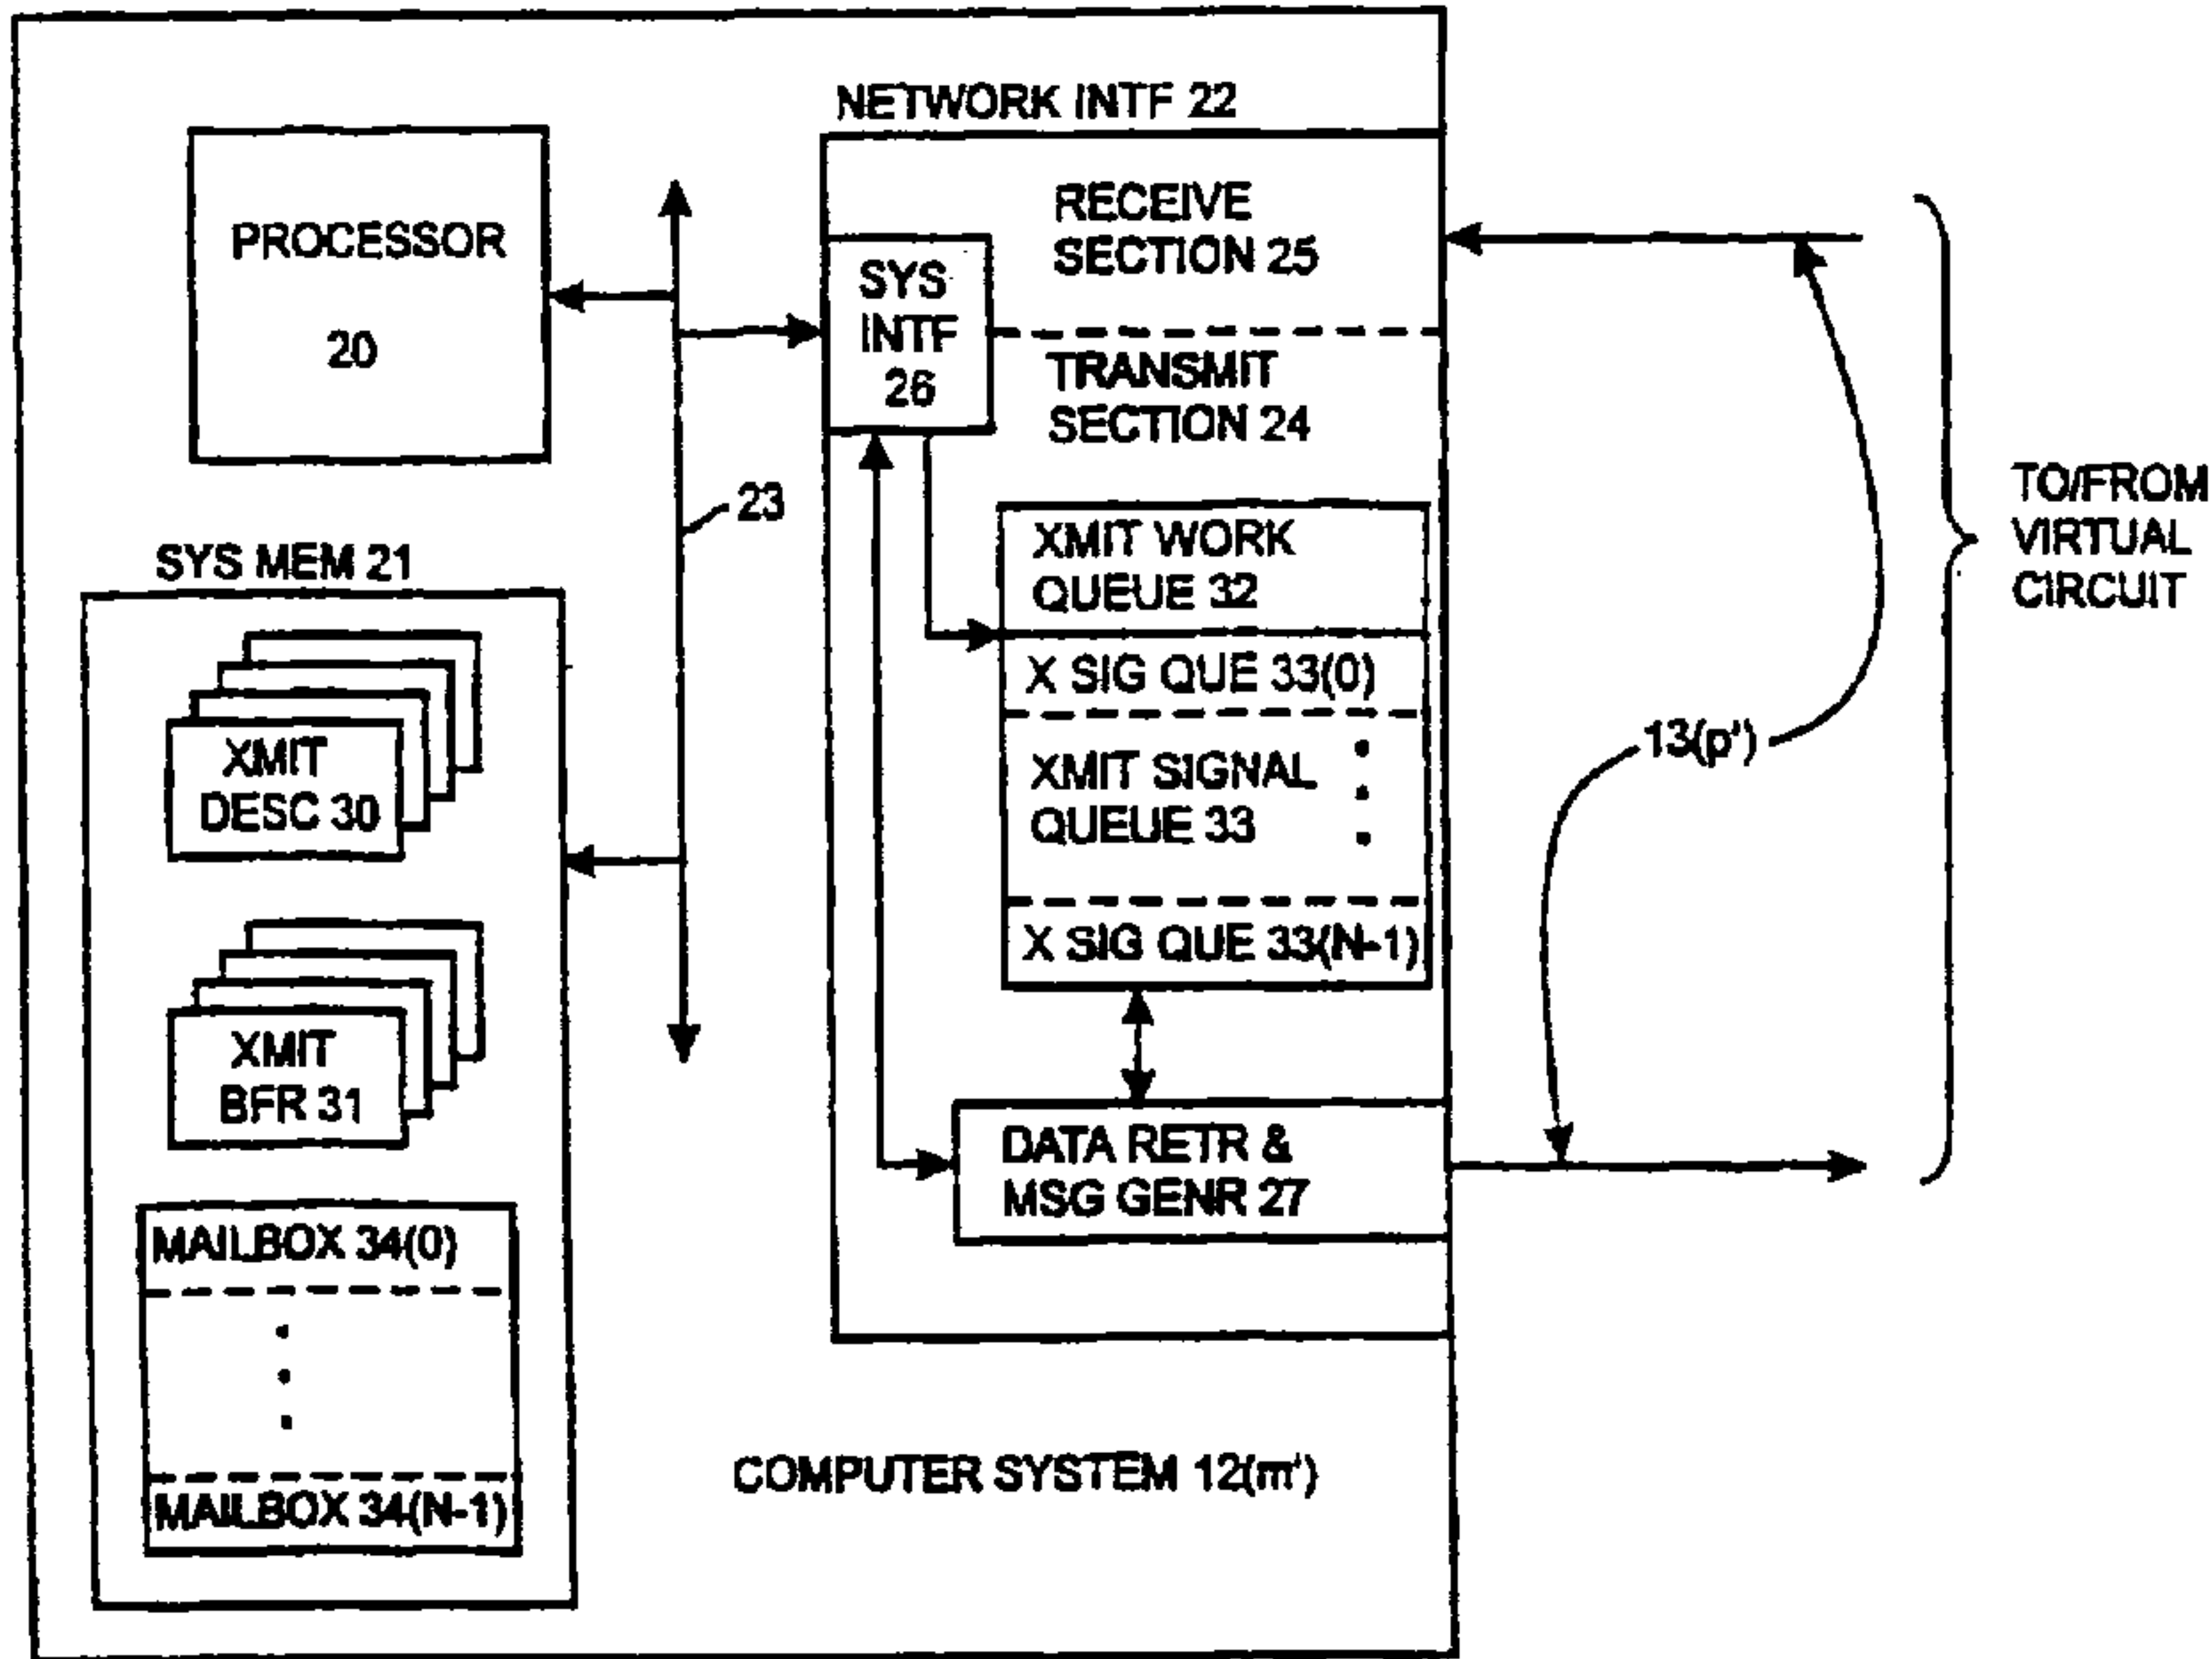 NETWORK INTF 22
PROCESSOR
20
RECEIVE
SECTION 25
SYS
INTF
26
TRANSMIT
SECTION 24
23
TO/FROM
VIRTUAL
CIRCUIT
SYS MEM 21
XMIT WORK
QUEUE 32
X SIG QUE 33(0)
XMIT
DESC 30
XMIT SIGNAL
QUEUE 33
13(p')
X SIG QUE 33(N-1)
XMIT
BFR 31
DATA RETR &
MSG GENR 27
MAILBOX 34(0)
MAILBOX 34(N-1)
COMPUTER SYSTEM 12(m')